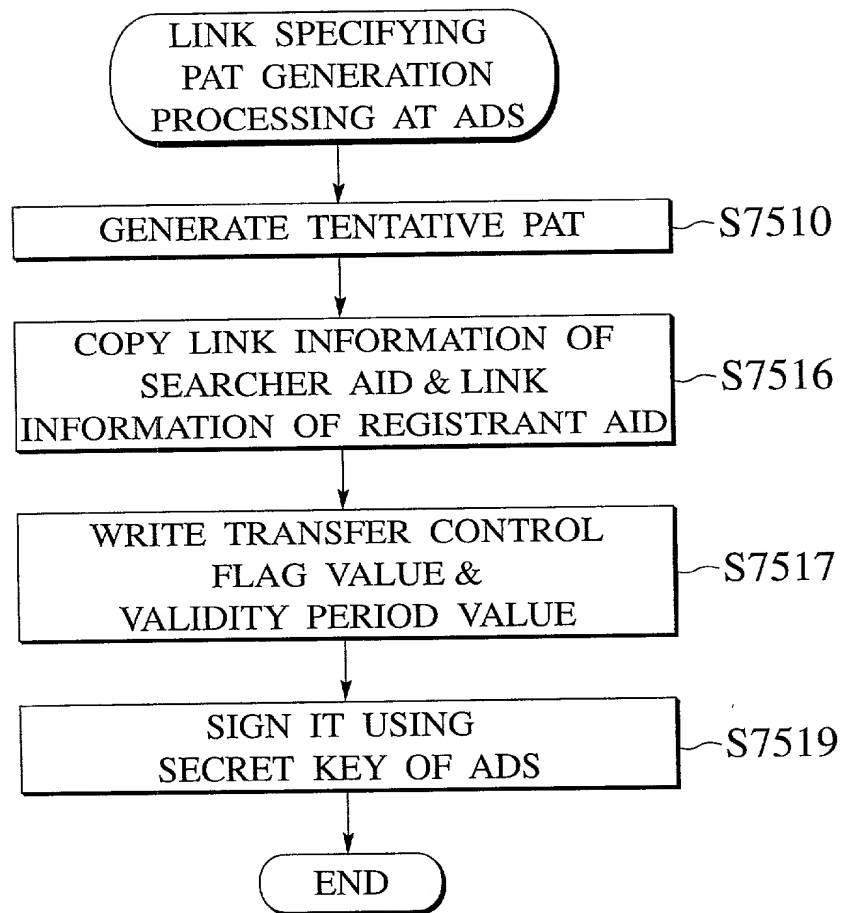 LINK SPECIFYING
PAT GENERATION
PROCESSING AT ADS
GENERATE TENTATIVE PAT
S7510
COPY LINK INFORMATION OF
SEARCHER AID & LINK
INFORMATION OF REGISTRANT AID
S7516
WRITE TRANSFER CONTROL
FLAG VALUE &
VALIDITY PERIOD VALUE
S7517
SIGN IT USING
SECRET KEY OF ADS
S7519
END